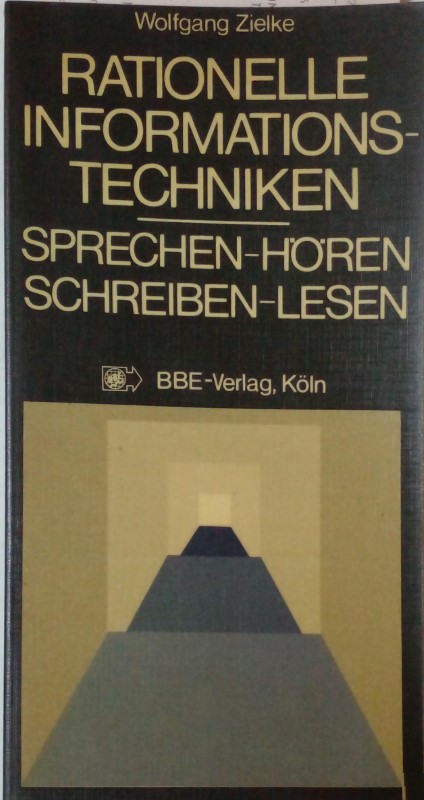 Wolfgang Zielke
RATIONELLE
INFORMATIONS-
TECHNIKEN
SPRECHEN-HÖREN
SCHREIBEN-LESEN
BBE-Verlag, Köln